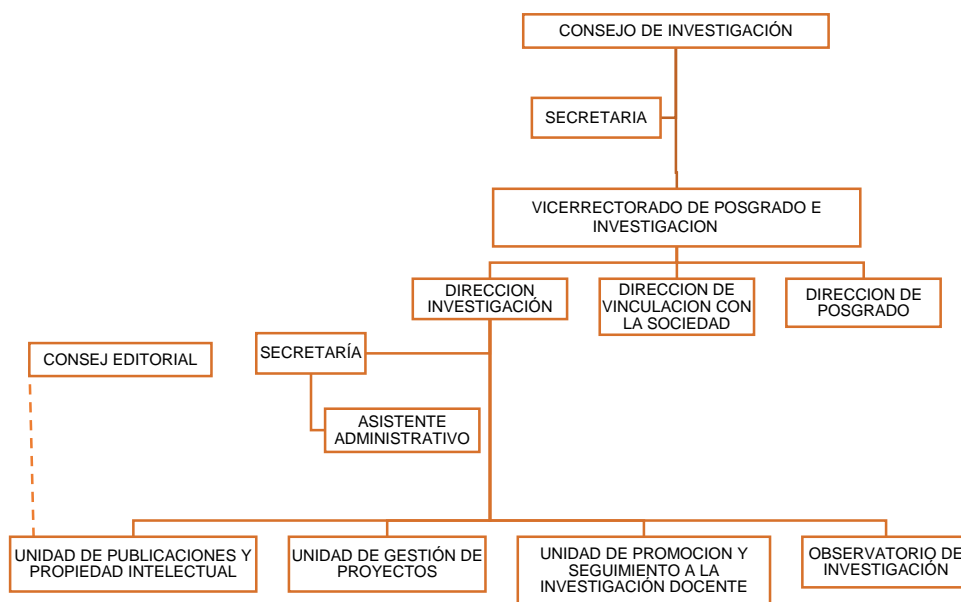 CONSEJO DE INVESTIGACIÓN
SECRETARIA
VICERRECTORADO DE POSGRADO E
INVESTIGACION
DIRECCION
INVESTIGACIÓN
DIRECCION DE
VINCULACION CON
LA SOCIEDAD
DIRECCION DE
POSGRADO
SECRETARÍA
CONSEJ EDITORIAL
ASISTENTE
ADMINISTRATIVO
UNIDAD DE PUBLICACIONES Y
PROPIEDAD INTELECTUAL
UNIDAD DE GESTIÓN DE
PROYECTOS
UNIDAD DE PROMOCION Y
SEGUIMIENTO A LA
INVESTIGACIÓN DOCENTE
OBSERVATORIO DE
INVESTIGACIÓN